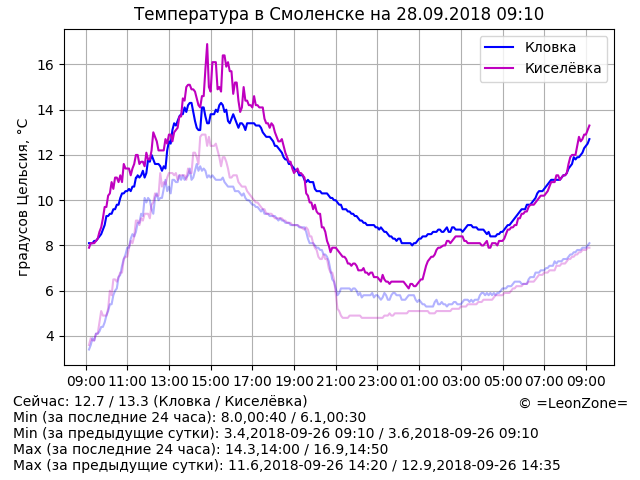 Температура в Смоленске на 28.09.2018 09:10
Кловка
Киселёвка
градусов Цельсия, °C
16
14
12
10
8
6
4
09:00 11:00 13:00 15:00 17:00 19:00 21:00 23:00 01:00 03:00 05:00 07:00 09:00
Сейчас: 12.7 / 13.3 (Кловка / Киселёвка)
© =LeonZone=
Min (за последние 24 часа): 8.0,00:40 / 6.1,00:30
Min (за предыдущие сутки): 3.4,2018-09-26 09:10 / 3.6,2018-09-26 09:10
Max (за последние 24 часа): 14.3,14:00 / 16.9,14:50
Max (за предыдущие сутки): 11.6,2018-09-26 14:20 / 12.9,2018-09-26 14:35